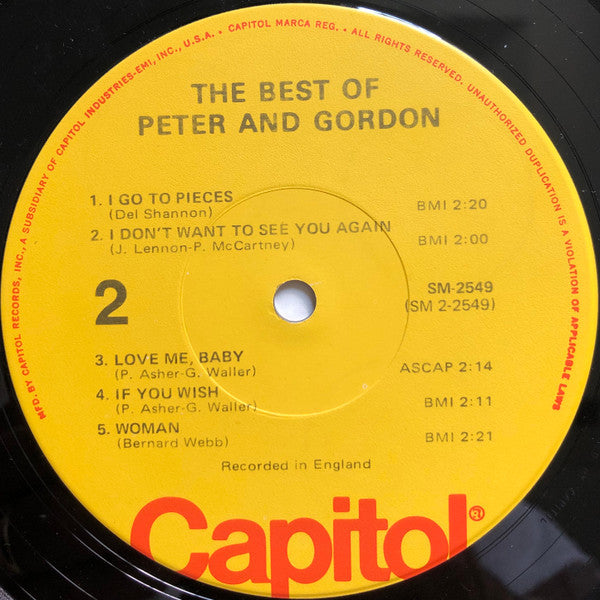 MFD. BY CAPITOL RECORDS, INC., A SUBSIDIARY OF CAPITOL INDUSTRIES-EMI, INC., U.S.A. • CAPITOL MARCA REG. • ALL RIGHTS RESERVED. UNAUTHORIZED DUPLICATION IS A VIOLATION OF APPLICABLE LAWS
THE BEST OF
PETER AND GORDON
1. I GO TO PIECES
(Del Shannon) BMI 2:20
2. I DON'T WANT TO SEE YOU AGAIN
(J. Lennon-P. McCartney) BMI 2:00
2
SM-2549
(SM 2-2549)
3. LOVE ME, BABY
(P. Asher-G. Waller) ASCAP 2:14
4. IF YOU WISH
(P. Asher-G. Waller) BMI 2:11
5. WOMAN
(Bernard Webb) BMI 2:21
Recorded in England
Capitol®